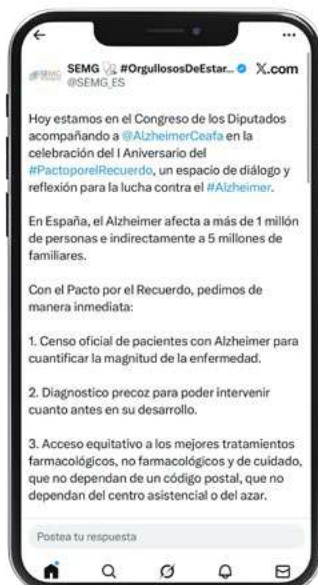 SEMG #OrgullososDeEstar... X.com
@SEMG_ES
Hoy estamos en el Congreso de los Diputados
acompañando a @AlzheimerCeafa en la
celebración del I Aniversario del
#PactoporelRecuerdo, un espacio de diálogo y
reflexión para la lucha contra el #Alzheimer.
En España, el Alzheimer afecta a más de 1 millón
de personas e indirectamente a 5 millones de
familiares.
Con el Pacto por el Recuerdo, pedimos de
manera inmediata:
1. Censo oficial de pacientes con Alzheimer para
cuantificar la magnitud de la enfermedad.
2. Diagnostico precoz para poder intervenir
cuanto antes en su desarrollo.
3. Acceso equitativo a los mejores tratamientos
farmacológicos, no farmacológicos y de cuidado,
que no dependan de un código postal, que no
dependan del centro asistencial o del azar.
Postea tu respuesta